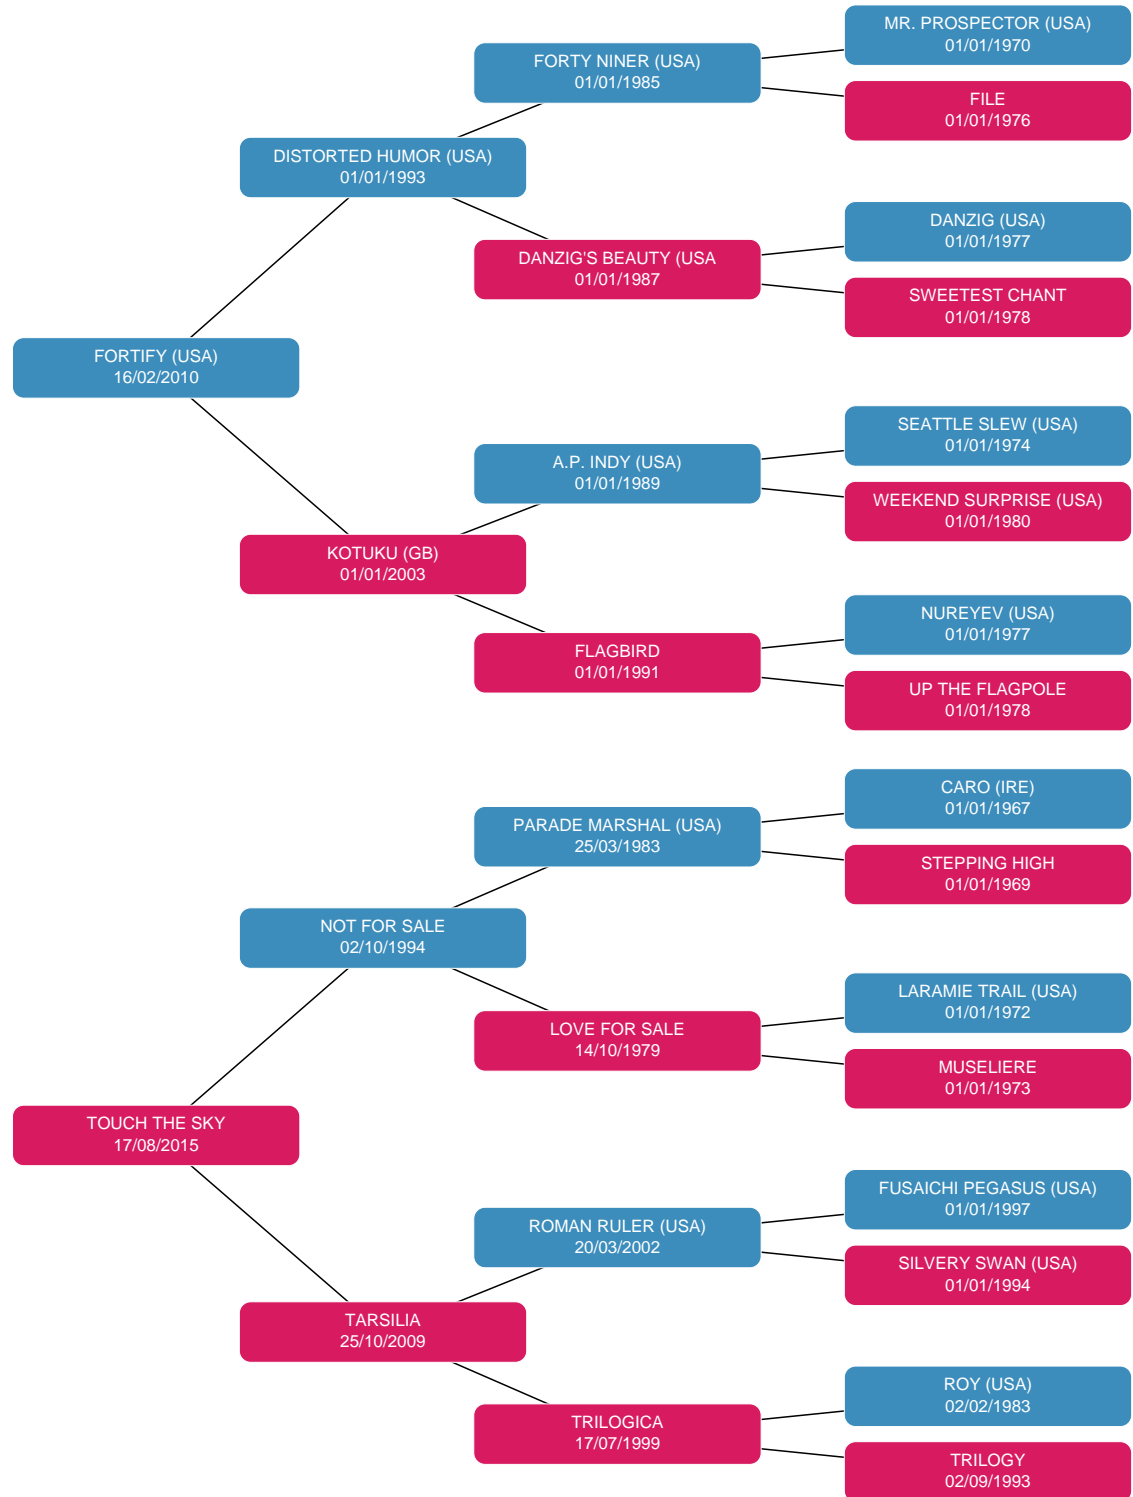 MR. PROSPECTOR (USA)
01/01/1970
FORTY NINER (USA)
01/01/1985
FILE
01/01/1976
DISTORTED HUMOR (USA)
01/01/1993
DANZIG (USA)
01/01/1977
DANZIG'S BEAUTY (USA
01/01/1987
SWEETEST CHANT
01/01/1978
FORTIFY (USA)
16/02/2010
SEATTLE SLEW (USA)
01/01/1974
A.P. INDY (USA)
01/01/1989
WEEKEND SURPRISE (USA)
01/01/1980
KOTUKU (GB)
01/01/2003
NUREYEV (USA)
01/01/1977
FLAGBIRD
01/01/1991
UP THE FLAGPOLE
01/01/1978
CARO (IRE)
01/01/1967
PARADE MARSHAL (USA)
25/03/1983
STEPPING HIGH
01/01/1969
NOT FOR SALE
02/10/1994
LARAMIE TRAIL (USA)
01/01/1972
LOVE FOR SALE
14/10/1979
MUSELIERE
01/01/1973
TOUCH THE SKY
17/08/2015
FUSAICHI PEGASUS (USA)
01/01/1997
ROMAN RULER (USA)
20/03/2002
SILVERY SWAN (USA)
01/01/1994
TARSILIA
25/10/2009
ROY (USA)
02/02/1983
TRILOGICA
17/07/1999
TRILOGY
02/09/1993